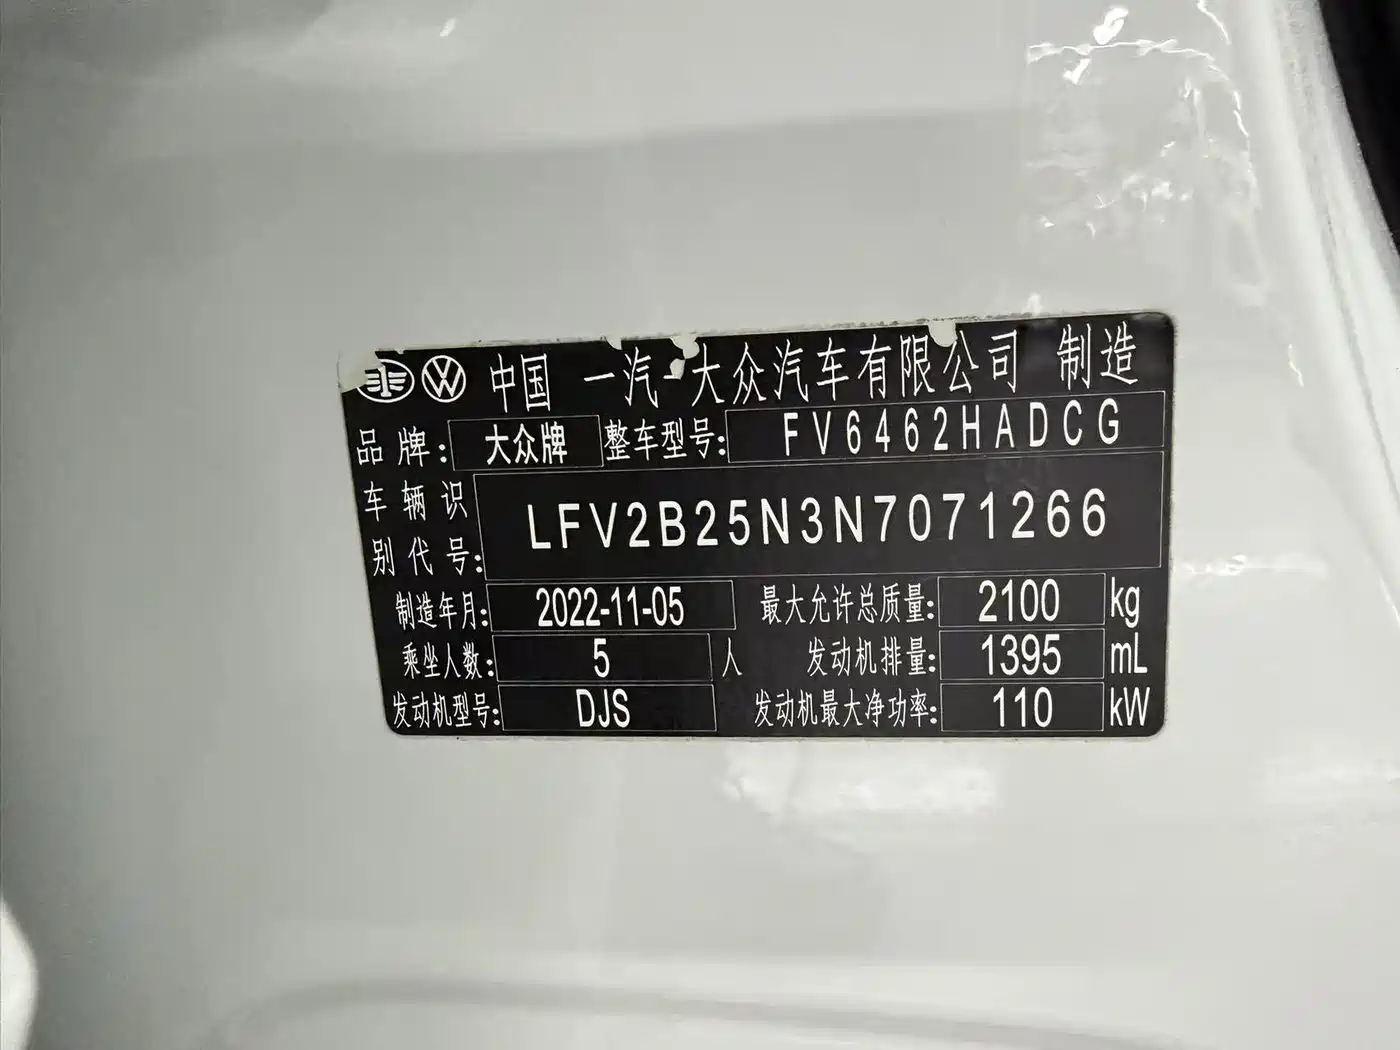 中国 一汽-大众汽车有限公司 制造
品牌: 大众牌 整车型号: FV6462HADCG
车辆识别代号: LFV2B25N3N7071266
制造年月: 2022-11-05 最大允许总质量: 2100 kg
乘坐人数: 5 人 发动机排量: 1395 mL
发动机型号: DJS 发动机最大净功率: 110 kW